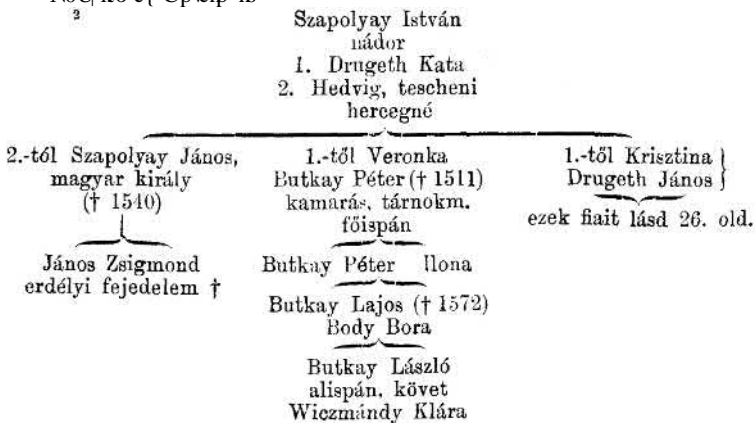 2
Szapolyay István
nádor
1. Drugeth Kata
2. Hedvig, tescheni
hercegné
2.-tól Szapolyay János,
magyar király
(† 1540)
János Zsigmond
erdélyi fejedelem †
1.-től Veronka
Butkay Péter († 1511)
kamarás, tárnokm.
főispán
Butkay Péter Ilona
Butkay Lajos († 1572)
Body Bora
Butkay László
alispán, követ
Wiczmándy Klára
1.-től Krisztina
Drugeth János
ezek fiait lásd 26. old.